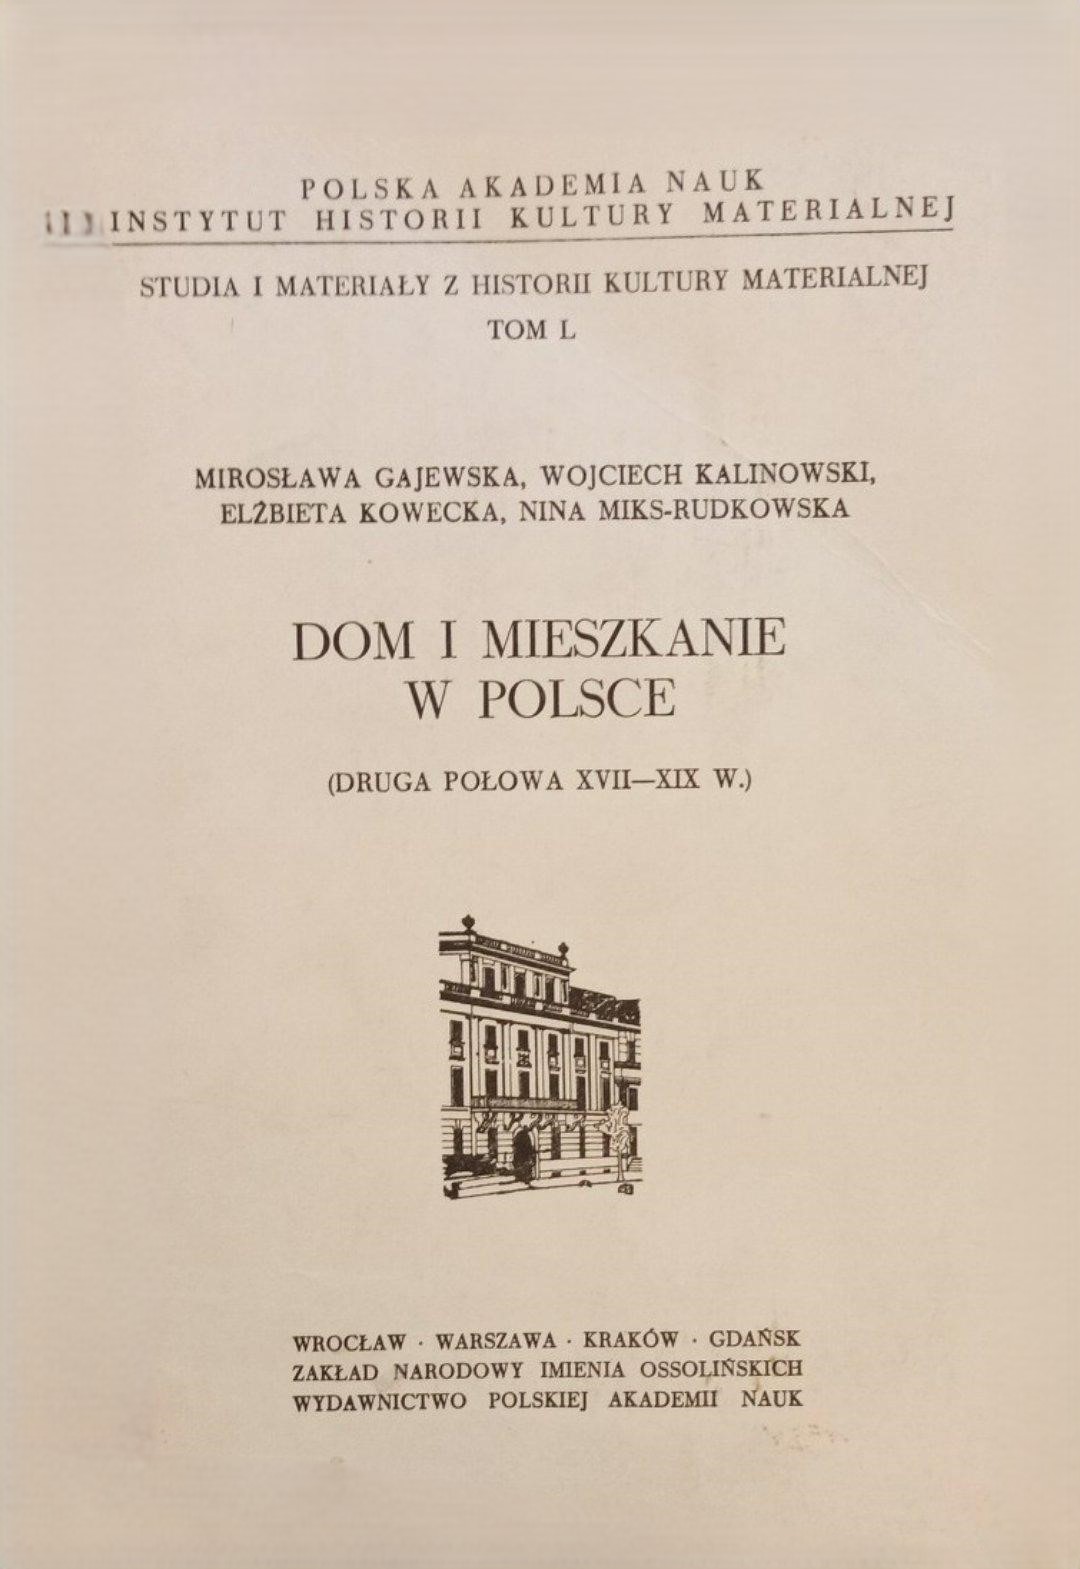 POLSKA AKADEMIA NAUK
INSTYTUT HISTORII KULTURY MATERIALNEJ
STUDIA I MATERIAŁY Z HISTORII KULTURY MATERIALNEJ
TOM L
MIROSŁAWA GAJEWSKA, WOJCIECH KALINOWSKI,
ELŻBIETA KOWECKA, NINA MIKS-RUDKOWSKA
DOM I MIESZKANIE
W POLSCE
(DRUGA POŁOWA XVII—XIX W.)
WROCŁAW · WARSZAWA · KRAKÓW · GDAŃSK
ZAKŁAD NARODOWY IMIENIA OSSOLIŃSKICH
WYDAWNICTWO POLSKIEJ AKADEMII NAUK